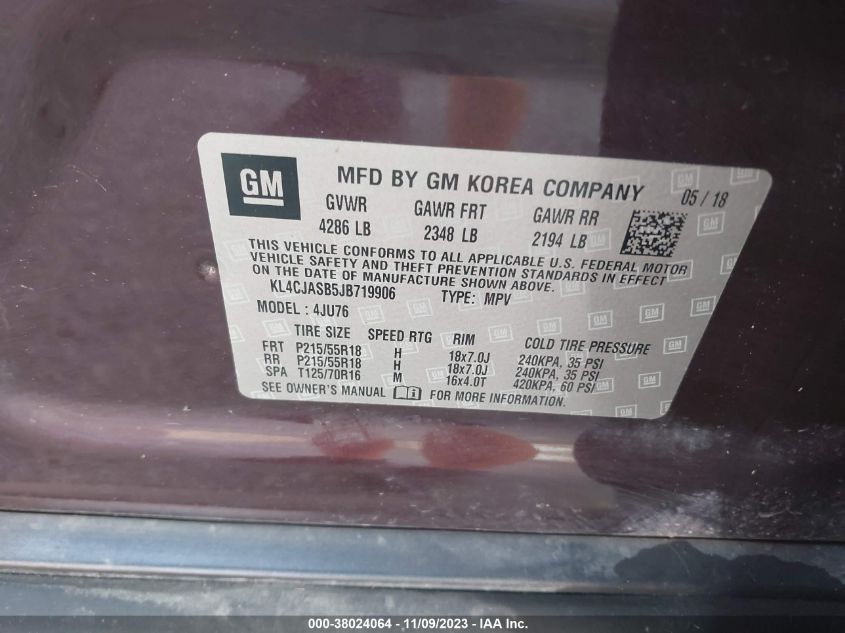 GM
MFD BY GM KOREA COMPANY 05 / 18
GVWR GAWR FRT GAWR RR
4286 LB 2348 LB 2194 LB
THIS VEHICLE CONFORMS TO ALL APPLICABLE U.S. FEDERAL MOTOR
VEHICLE SAFETY AND THEFT PREVENTION STANDARDS IN EFFECT
ON THE DATE OF MANUFACTURE SHOWN ABOVE.
KL4CJASB5JB719906 TYPE: MPV
MODEL : 4JU76
TIRE SIZE SPEED RTG RIM COLD TIRE PRESSURE
FRT P215/55R18 H 18x7.0J 240KPA, 35 PSI
RR P215/55R18 H 18x7.0J 240KPA, 35 PSI
SPA T125/70R16 M 16x4.0T 420KPA, 60 PSI
SEE OWNER'S MANUAL FOR MORE INFORMATION.
000-38024064 - 11/09/2023 - IAA Inc.